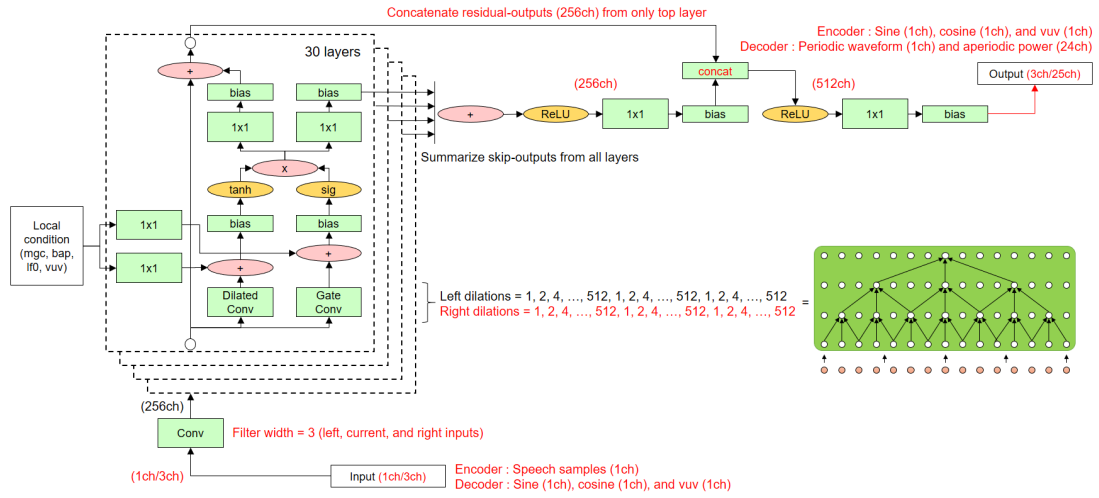 Concatenate residual-outputs (256ch) from only top layer
Encoder : Sine (1ch), cosine (1ch), and vuv (1ch)
Decoder : Periodic waveform (1ch) and aperiodic power (24ch)
30 layers
+
concat
Output (3ch/25ch)
bias
bias
(256ch)
(512ch)
1x1
1x1
+
ReLU
1x1
bias
ReLU
1x1
bias
Summarize skip-outputs from all layers
x
tanh
sig
Local
condition
(mgc, bap,
lf0, vuv)
1x1
bias
bias
+
1x1
+
Dilated
Conv
Gate
Conv
Left dilations = 1, 2, 4, …, 512, 1, 2, 4, …, 512, 1, 2, 4, …, 512
Right dilations = 1, 2, 4, …, 512, 1, 2, 4, …, 512, 1, 2, 4, …, 512
=
(256ch)
Conv
Filter width = 3 (left, current, and right inputs)
(1ch/3ch)
Input (1ch/3ch)
Encoder : Speech samples (1ch)
Decoder : Sine (1ch), cosine (1ch), and vuv (1ch)